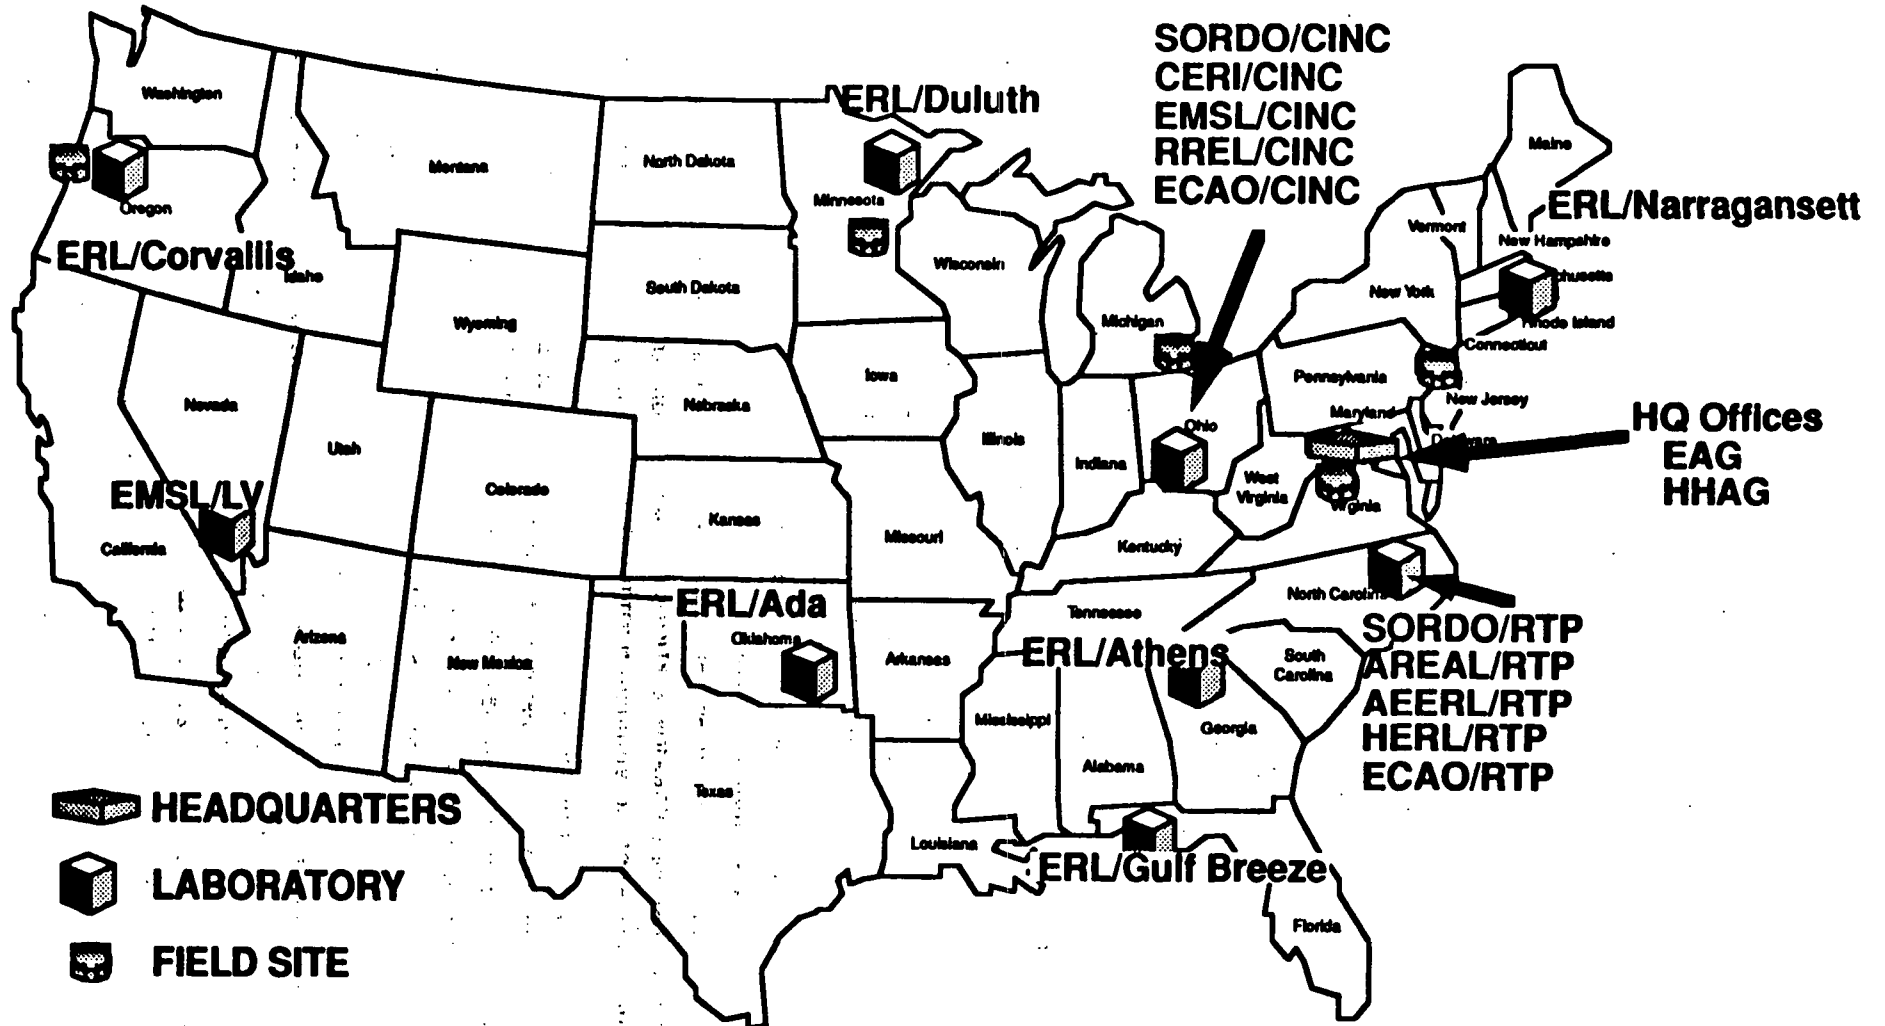 SORDO/CINC
CERI/CINC
EMSL/CINC
RREL/CINC
ECAO/CINC
ERL/Duluth
Washington
Montana
North Dakota
Minnesota
Maine
ERL/Narragansett
Oregon
ERL/Corvallis
Idaho
Vermont
New Hampshire
Wisconsin
South Dakota
Wyoming
New York
Michigan
Rhode Island
Connecticut
Iowa
Pennsylvania
Nebraska
Nevada
New Jersey
Maryland
HQ Offices
EAG
HHAG
Ohio
Illinois
Indiana
Utah
Colorado
West
Virginia
Virginia
EMSL/LV
California
Kansas
Missouri
Kentucky
North Carolina
ERL/Ada
Tennessee
SORDO/RTP
AREAL/RTP
AEERL/RTP
HERL/RTP
ECAO/RTP
Arizona
New Mexico
Oklahoma
Arkansas
ERL/Athens
South
Carolina
Mississippi
Georgia
Alabama
Texas
Louisiana
ERL/Gulf Breeze
Florida
HEADQUARTERS
LABORATORY
FIELD SITE